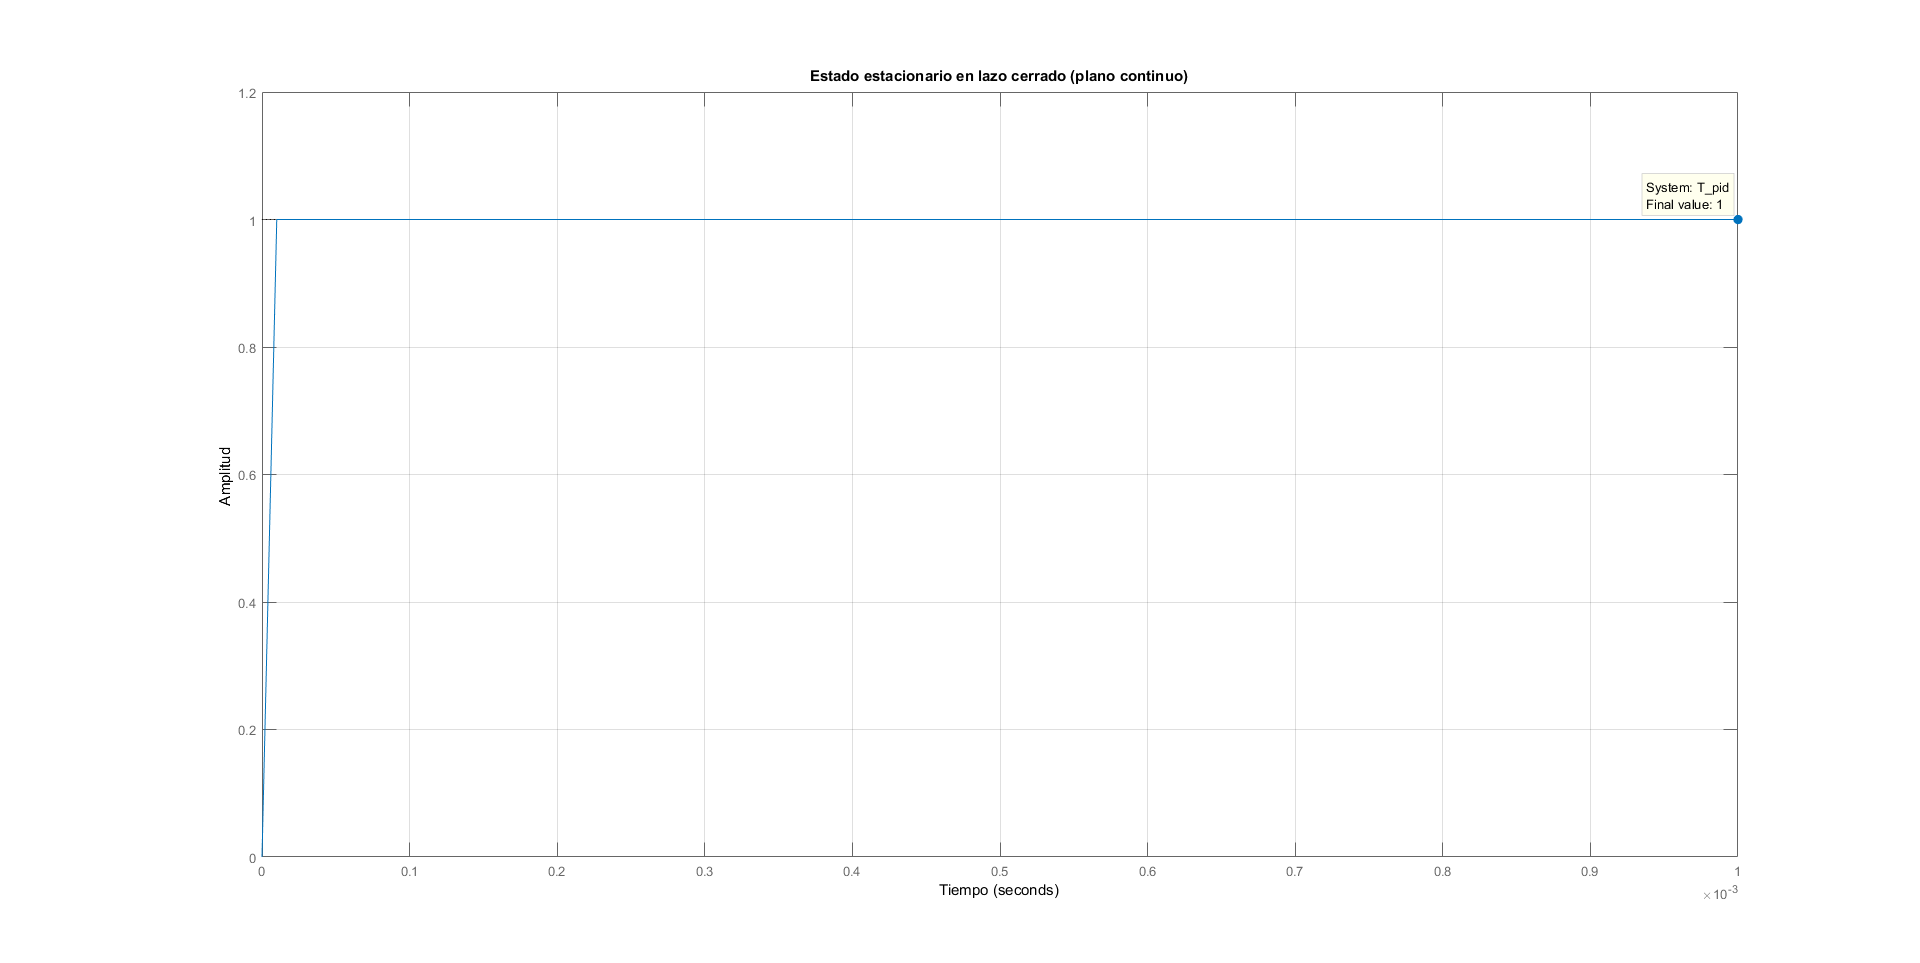 Estado estacionario en lazo cerrado (plano continuo)
1.2
1
0.8
0.6
0.4
0.2
0
Amplitud
System: T_pid
Final value: 1
0 0.1 0.2 0.3 0.4 0.5 0.6 0.7 0.8 0.9 1
Tiempo (seconds)
×10⁻³